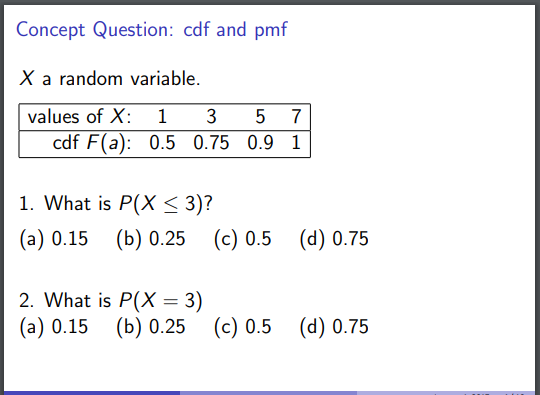 Concept Question: cdf and pmf
X a random variable.
values of X: 1 3 5 7
cdf F(a): 0.5 0.75 0.9 1
1. What is P(X ≤ 3)?
(a) 0.15 (b) 0.25 (c) 0.5 (d) 0.75
2. What is P(X = 3)
(a) 0.15 (b) 0.25 (c) 0.5 (d) 0.75